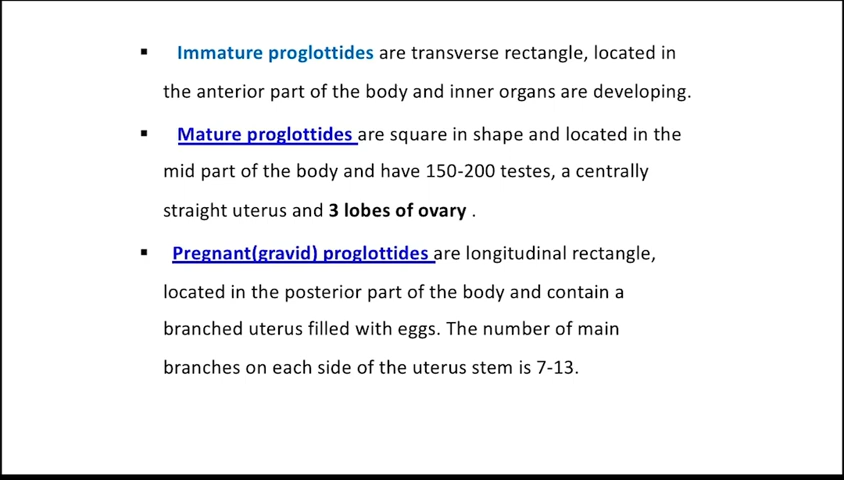 ▪ Immature proglottides are transverse rectangle, located in
the anterior part of the body and inner organs are developing.
▪ Mature proglottides are square in shape and located in the
mid part of the body and have 150-200 testes, a centrally
straight uterus and 3 lobes of ovary .
▪ Pregnant(gravid) proglottides are longitudinal rectangle,
located in the posterior part of the body and contain a
branched uterus filled with eggs. The number of main
branches on each side of the uterus stem is 7-13.